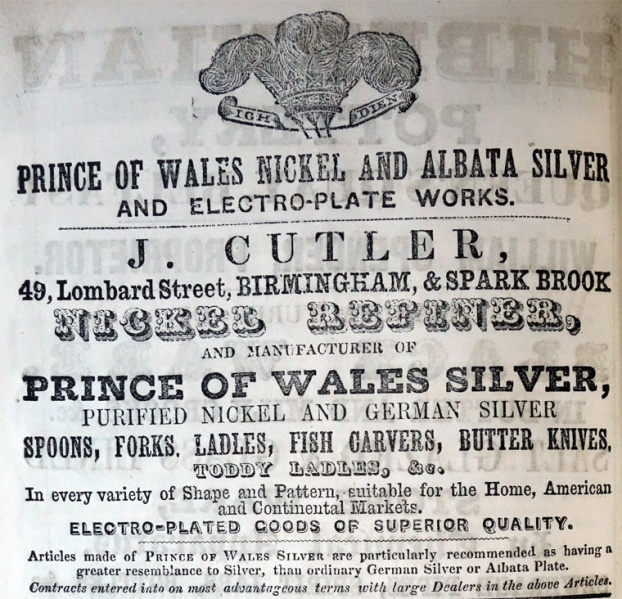 ICH DIEN
PRINCE OF WALES NICKEL AND ALBATA SILVER
AND ELECTRO-PLATE WORKS.
J. CUTLER,
49, Lombard Street, BIRMINGHAM, & SPARK BROOK
NICKEL REFINER,
AND MANUFACTURER OF
PRINCE OF WALES SILVER,
PURIFIED NICKEL AND GERMAN SILVER
SPOONS, FORKS. LADLES, FISH CARVERS, BUTTER KNIVES,
TODDY LADLES, &c.
In every variety of Shape and Pattern, suitable for the Home, American
and Continental Markets.
ELECTRO-PLATED GOODS OF SUPERIOR QUALITY.
Articles made of PRINCE OF WALES SILVER are particularly recommended as having a
greater resemblance to Silver, than ordinary German Silver or Albata Plate.
Contracts entered into on most advantageous terms with large Dealers in the above Articles.